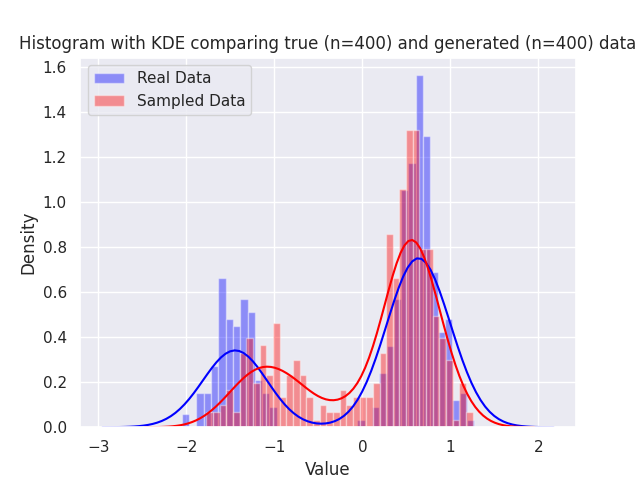 Histogram with KDE comparing true (n=400) and generated (n=400) data
Real Data
Sampled Data
Density
1.6
1.4
1.2
1.0
0.8
0.6
0.4
0.2
0.0
−3 −2 −1 0 1 2
Value